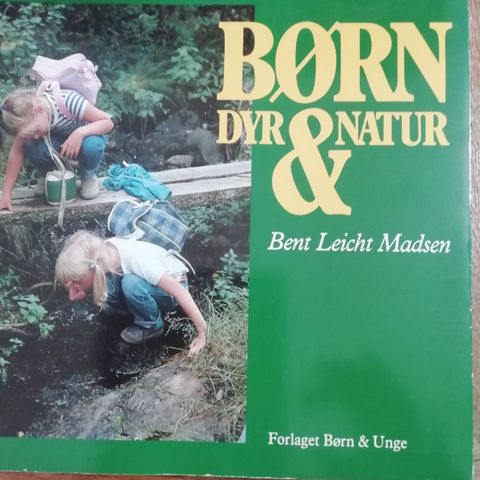 BØRN
DYR & NATUR
Bent Leicht Madsen
Forlaget Børn & Unge